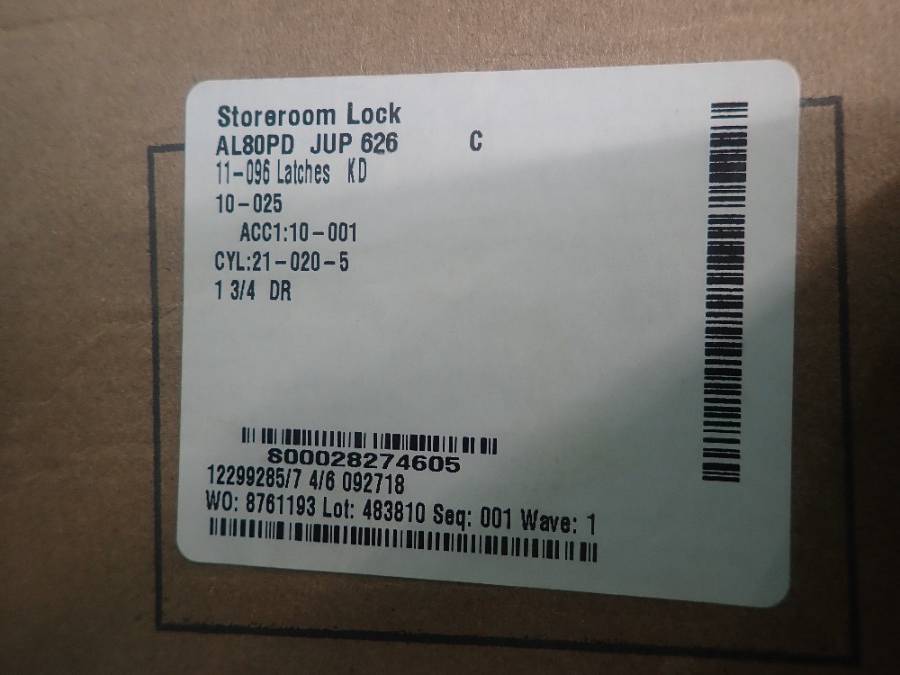 Storeroom Lock
AL80PD JUP 626 C
11-096 Latches KD
10-025
ACC1:10-001
CYL:21-020-5
1 3/4 DR
S00028274605
12299285/7 4/6 092718
WO: 8761193 Lot: 483810 Seq: 001 Wave: 1